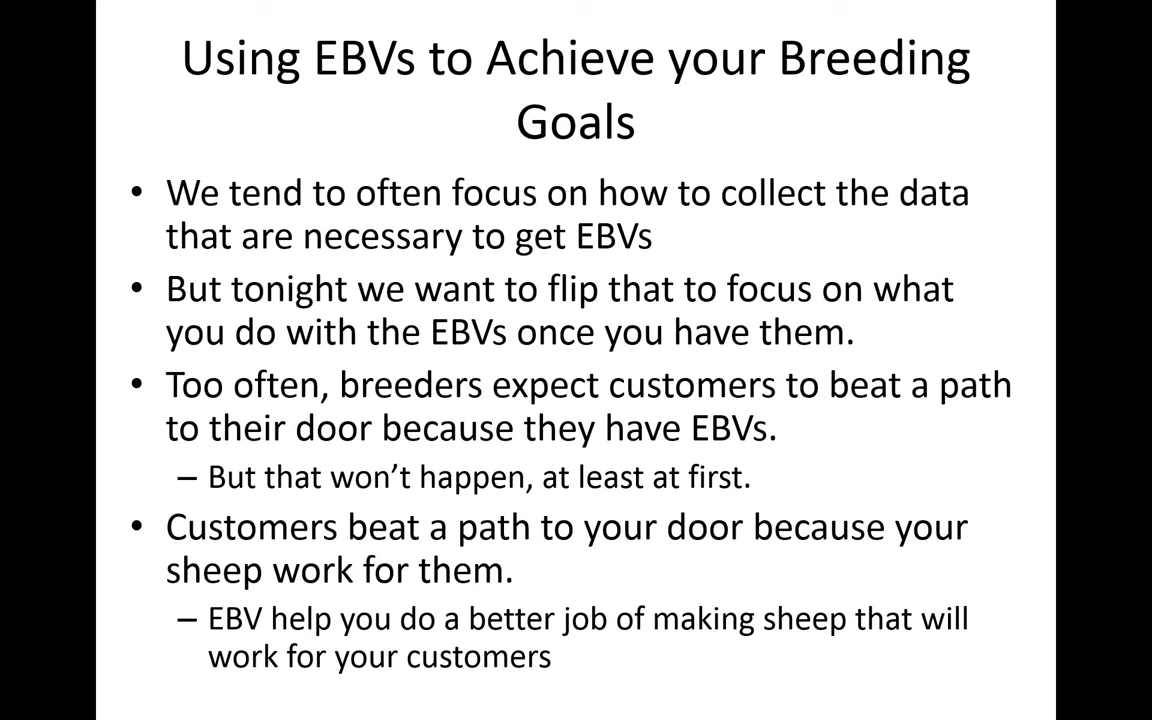 Using EBVs to Achieve your Breeding
Goals
• We tend to often focus on how to collect the data
that are necessary to get EBVs
• But tonight we want to flip that to focus on what
you do with the EBVs once you have them.
• Too often, breeders expect customers to beat a path
to their door because they have EBVs.
– But that won’t happen, at least at first.
• Customers beat a path to your door because your
sheep work for them.
– EBV help you do a better job of making sheep that will
work for your customers